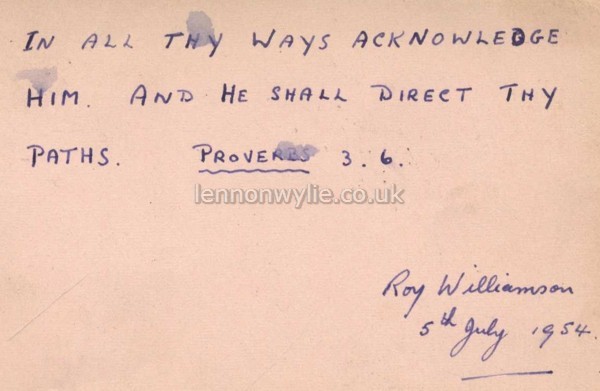 IN ALL THY WAYS ACKNOWLEDGE
HIM. AND HE SHALL DIRECT THY
PATHS. PROVERBS 3.6.
lennonwylie.co.uk
Roy Williamson
5th July 1954.